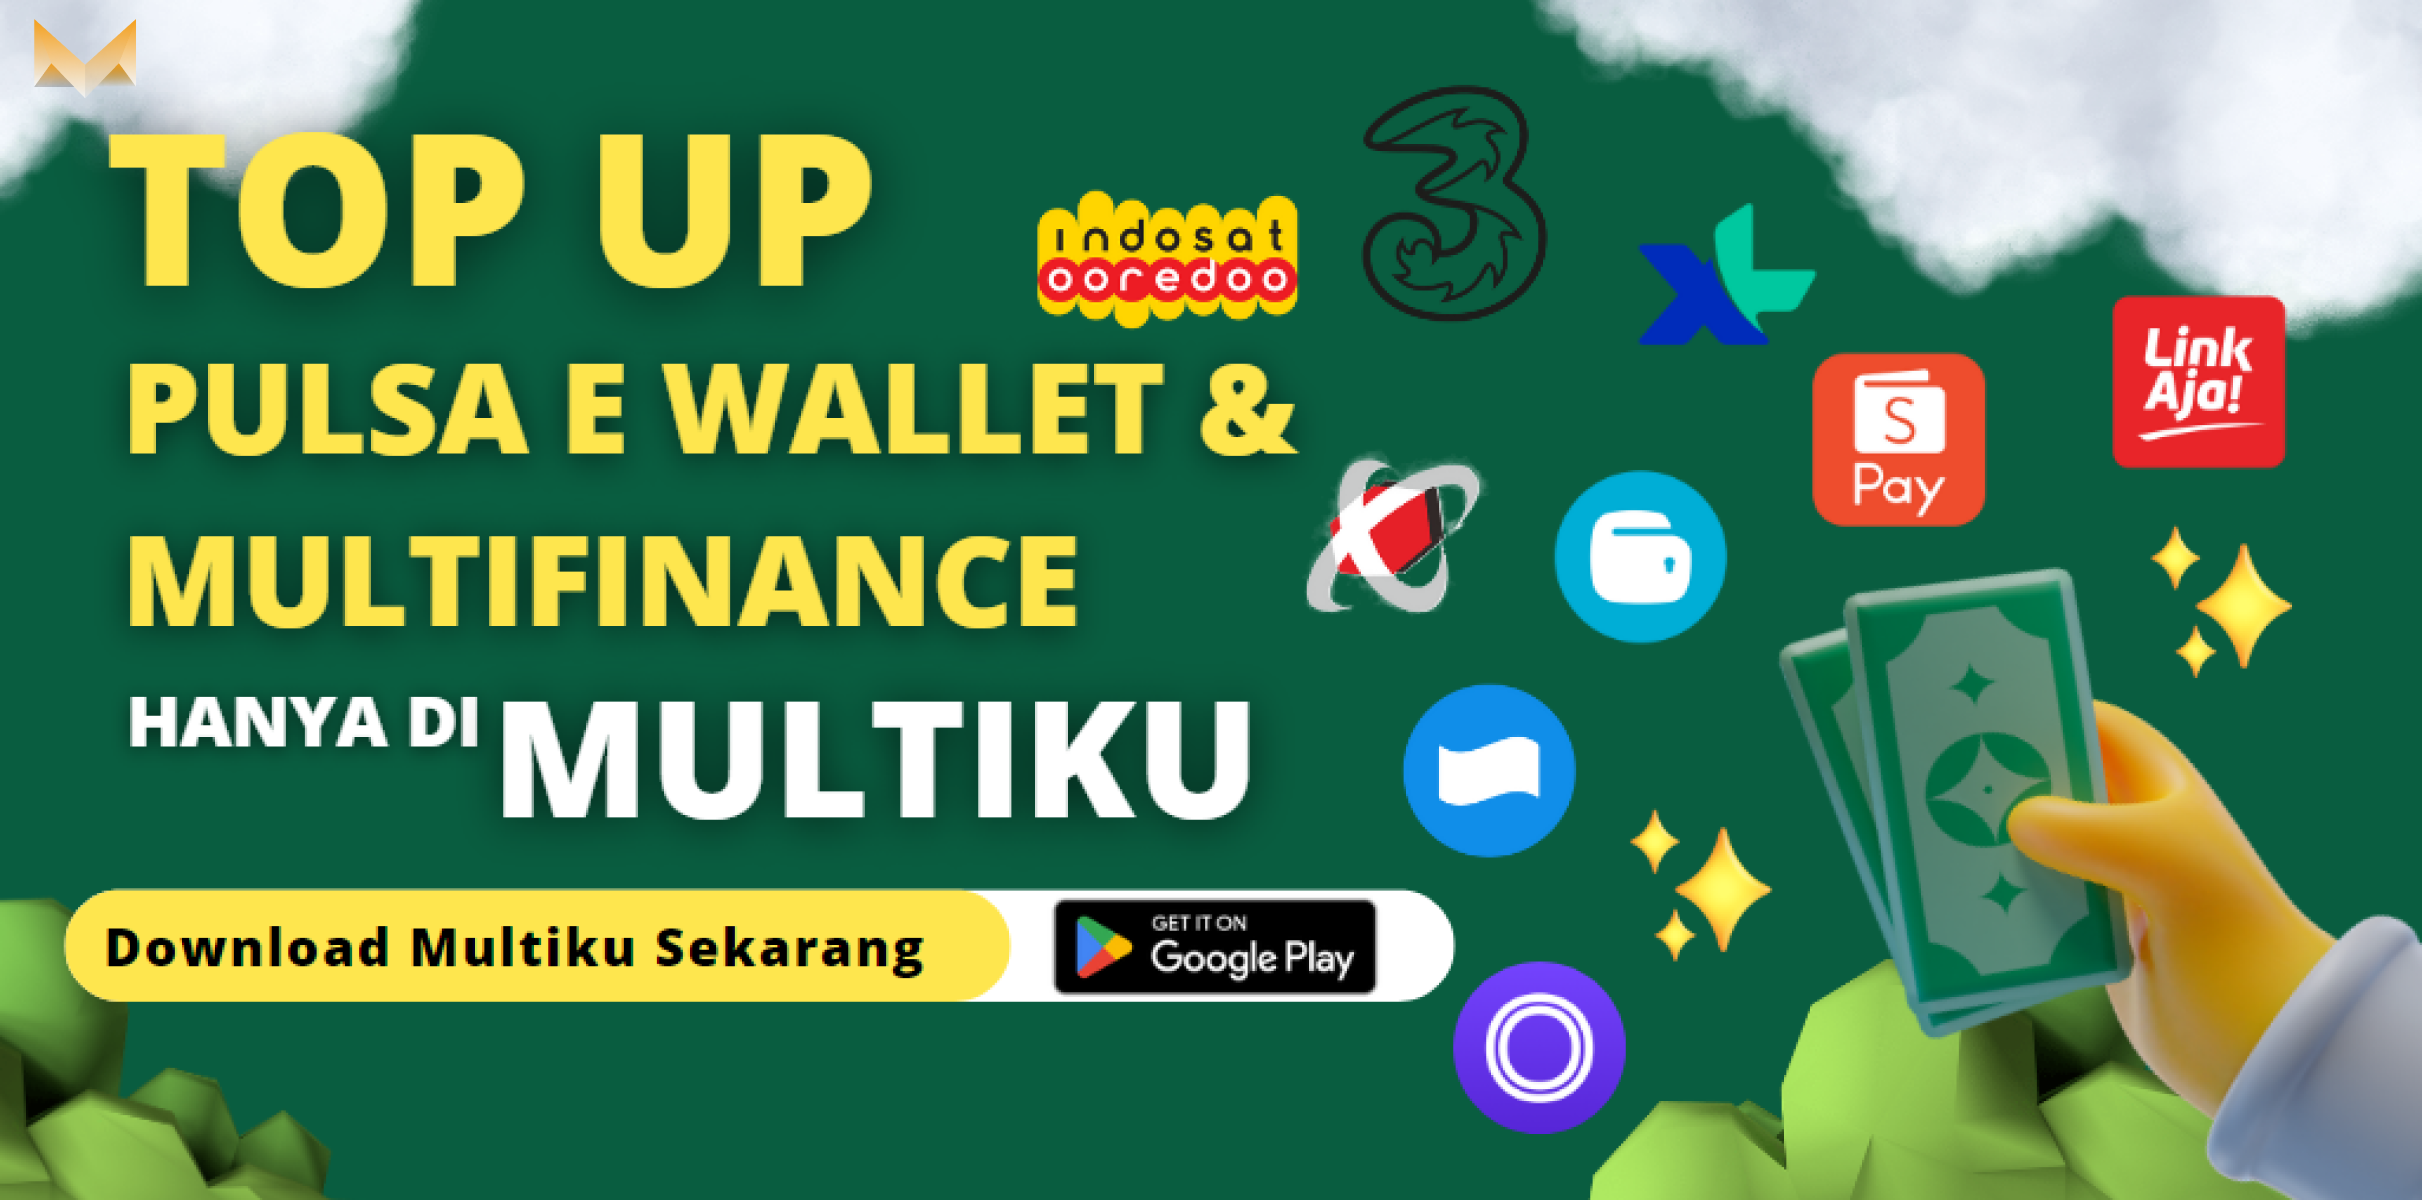 TOP UP
PULSA E WALLET &
MULTIFINANCE
HANYA DI MULTIKU
Download Multiku Sekarang
GET IT ON
Google Play
indosat
ooredoo
3
XL
S
Pay
Link
Aja!